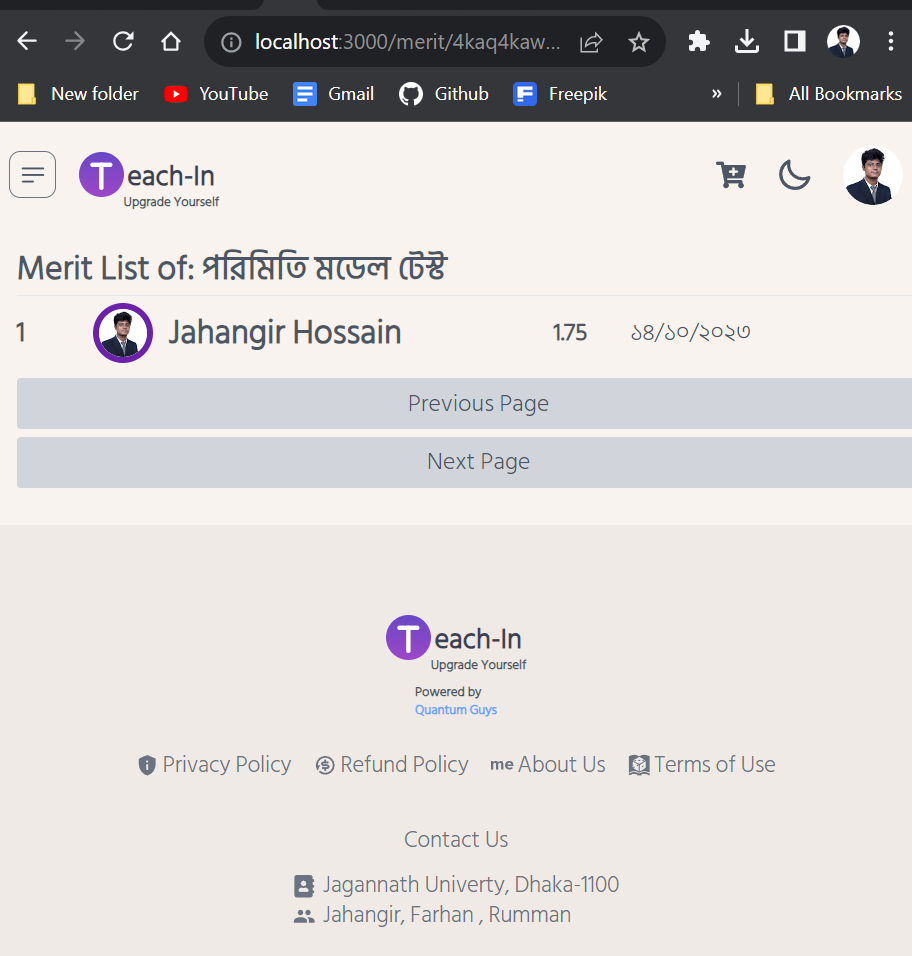 localhost:3000/merit/4kaq4kaw...
New folder YouTube Gmail Github Freepik » All Bookmarks
Teach-In
Upgrade Yourself
Merit List of: পরিমিতি মডেল টেস্ট
1 Jahangir Hossain 1.75 ১৪/১০/২০২৩
Previous Page
Next Page
Teach-In
Upgrade Yourself
Powered by
Quantum Guys
Privacy Policy Refund Policy me About Us Terms of Use
Contact Us
Jagannath Univerty, Dhaka-1100
Jahangir, Farhan , Rumman